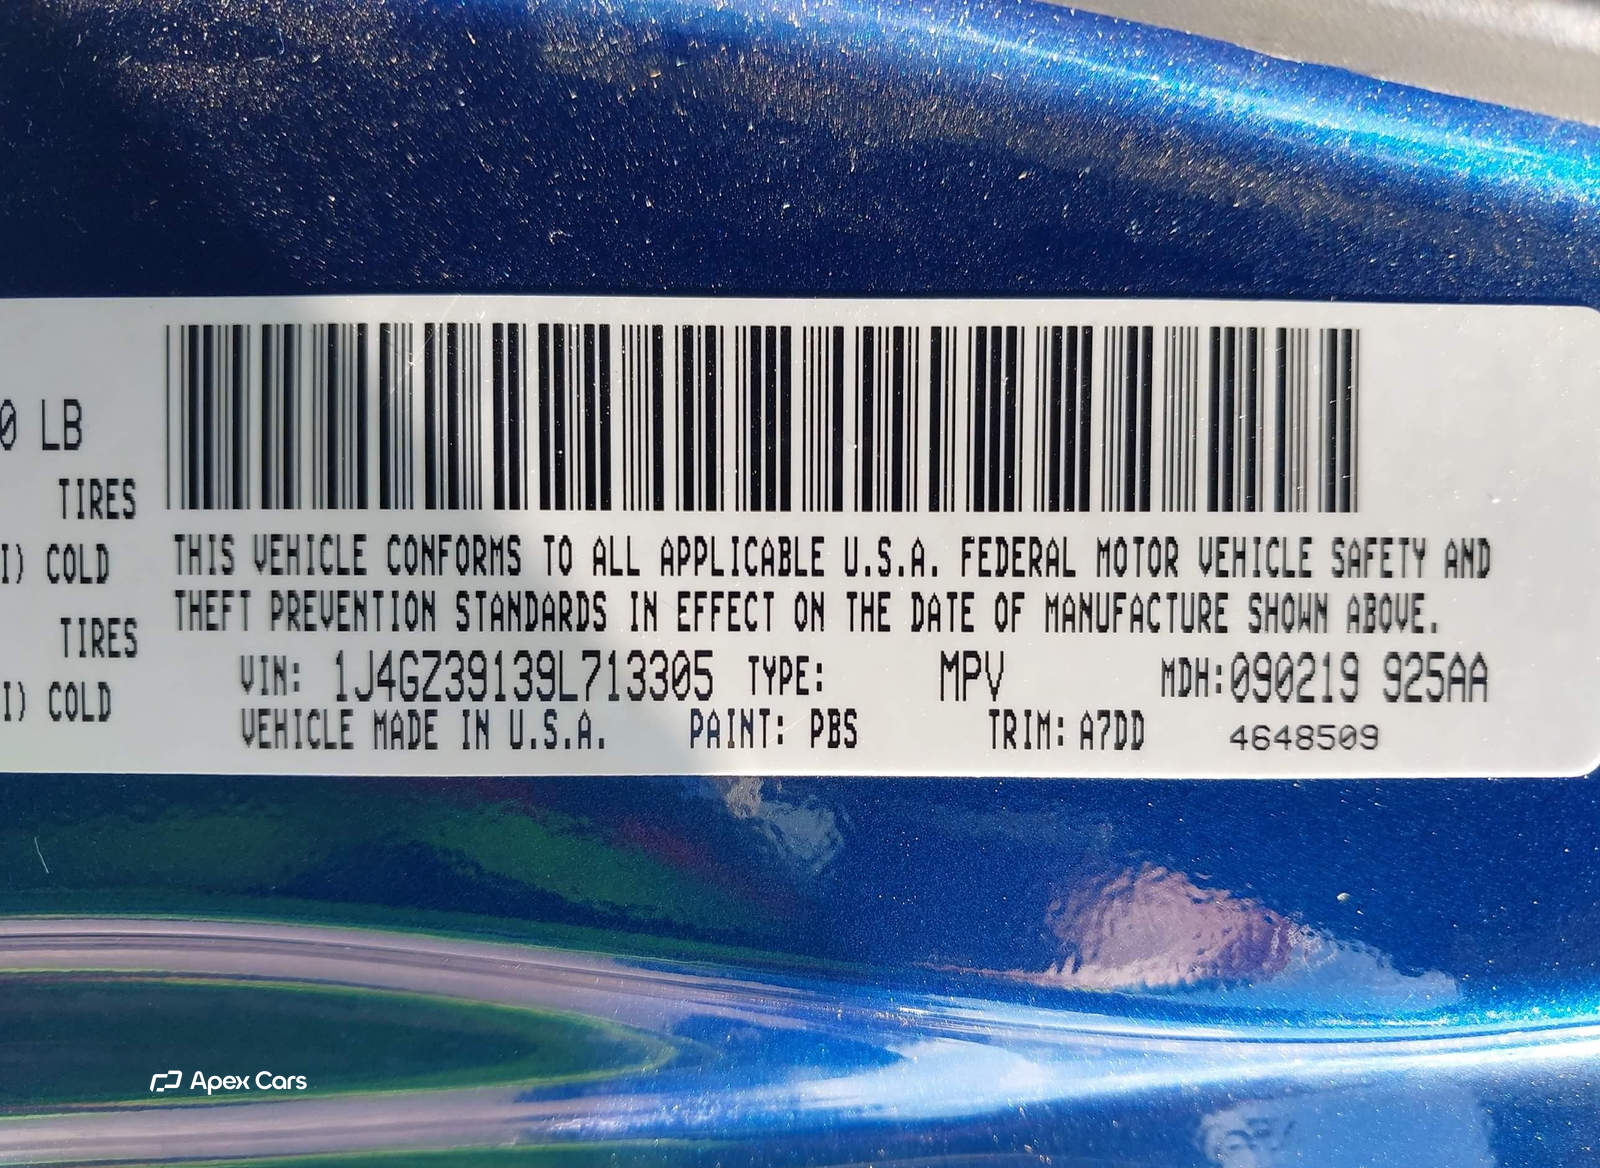 0 LB
TIRES
I) COLD
TIRES
I) COLD
THIS VEHICLE CONFORMS TO ALL APPLICABLE U.S.A. FEDERAL MOTOR VEHICLE SAFETY AND
THEFT PREVENTION STANDARDS IN EFFECT ON THE DATE OF MANUFACTURE SHOWN ABOVE.
VIN: 1J4GZ39139L713305 TYPE: MPV MDH:090219 925AA
VEHICLE MADE IN U.S.A. PAINT: PBS TRIM: A7DD 4648509
Apex Cars